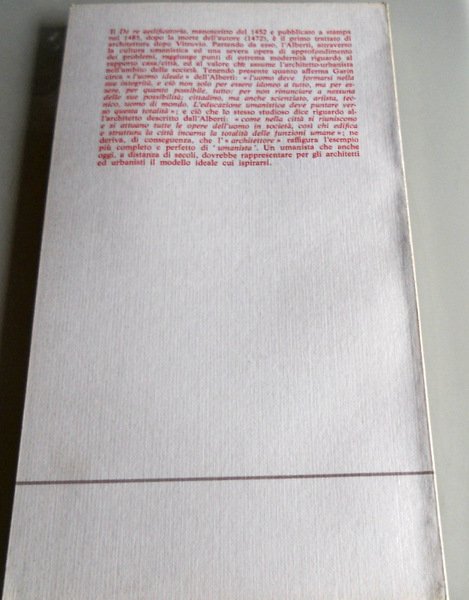 Il De re aedificatoria, manoscritto del 1452 e pubblicato a stampa
nel 1485, dopo la morte dell'autore (1472), è il primo trattato di
architettura dopo Vitruvio. Partendo da esso, l'Alberti, attraverso
la cultura umanistica ed una severa opera di approfondimento
dei problemi, raggiunge punti di estrema modernità riguardo al
rapporto casa/città, ed al valore che assume l'architetto-urbanista
nell'ambito della società. Tenendo presente quanto afferma Garin
circa «l'uomo ideale» dell'Alberti: «l'uomo deve formarsi nella
sua integrità, e ciò non solo per essere idoneo a tutto, ma per es-
sere, per quanto possibile, tutto: per non rinunciare a nessuna
delle sue possibilità; cittadino, ma anche scienziato, artista, tec-
nico, uomo di mondo. L'educazione umanistica deve puntare ver-
so questa totalità»; e ciò che lo stesso studioso dice riguardo al-
l'architetto descritto dall'Alberti: «come nella città si riuniscono
e si attuano tutte le opere dell'uomo in società, così chi edifica
e struttura la città incarna la totalità delle funzioni umane»; ne
deriva, di conseguenza, che l'«architettore» raffigura l'esempio
più completo e perfetto di 'umanista'. Un umanista che anche
oggi, a distanza di secoli, dovrebbe rappresentare per gli architetti
ed urbanisti il modello ideale cui ispirarsi.